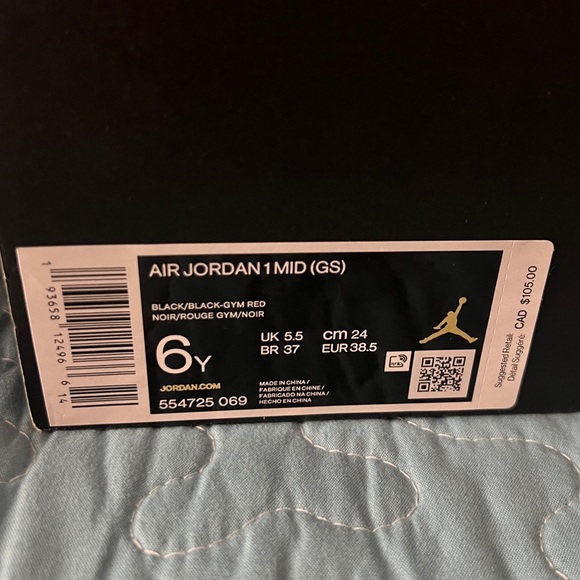 AIR JORDAN 1 MID (GS)
BLACK/BLACK-GYM RED
NOIR/ROUGE GYM/NOIR
6Y
UK 5.5 cm 24
BR 37 EUR 38.5
JORDAN.COM
554725 069
MADE IN CHINA /
FABRIQUE EN CHINE /
FABRICADO NA CHINA /
HECHO EN CHINA
1 93658 12496 6 14
Suggested Retail:
Détail Suggéré: CAD $105.00